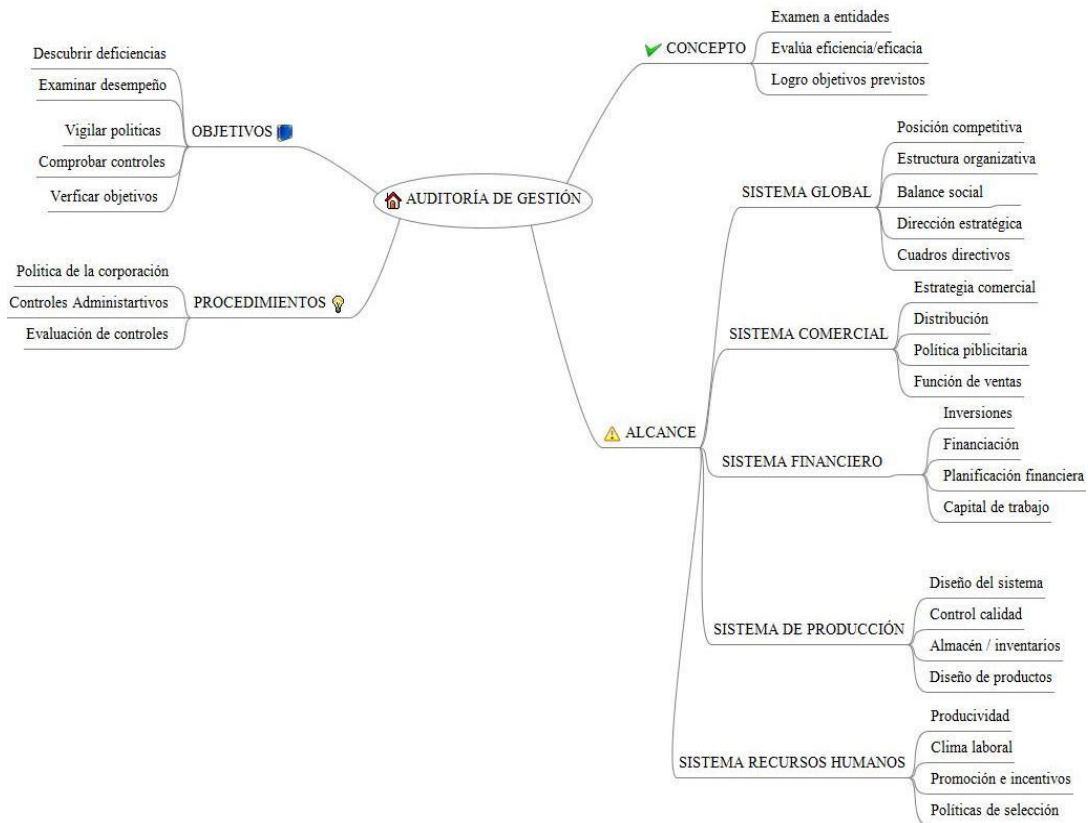 AUDITORÍA DE GESTIÓN
CONCEPTO
Examen a entidades
Evalúa eficiencia/eficacia
Logro objetivos previstos
OBJETIVOS
Descubrir deficiencias
Examinar desempeño
Vigilar politicas
Comprobar controles
Verficar objetivos
PROCEDIMIENTOS
Politica de la corporación
Controles Administartivos
Evaluación de controles
ALCANCE
SISTEMA GLOBAL
Posición competitiva
Estructura organizativa
Balance social
Dirección estratégica
Cuadros directivos
SISTEMA COMERCIAL
Estrategia comercial
Distribución
Política piblicitaria
Función de ventas
SISTEMA FINANCIERO
Inversiones
Financiación
Planificación financiera
Capital de trabajo
SISTEMA DE PRODUCCIÓN
Diseño del sistema
Control calidad
Almacén / inventarios
Diseño de productos
SISTEMA RECURSOS HUMANOS
Producividad
Clima laboral
Promoción e incentivos
Políticas de selección